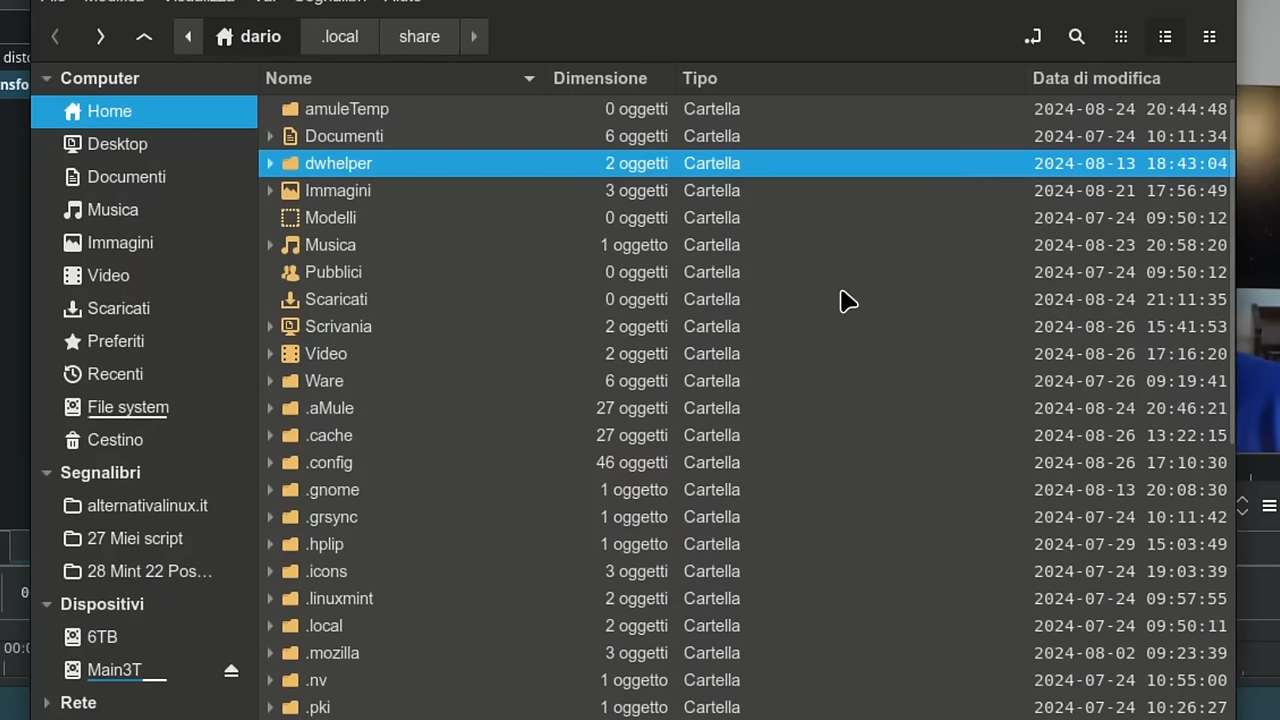 dario .local share
disto
nsfo
Computer Nome Dimensione Tipo Data di modifica
Home amuleTemp 0 oggetti Cartella 2024-08-24 20:44:48
Desktop Documenti 6 oggetti Cartella 2024-07-24 10:11:34
Documenti dwhelper 2 oggetti Cartella 2024-08-13 18:43:04
Musica Immagini 3 oggetti Cartella 2024-08-21 17:56:49
Immagini Modelli 0 oggetti Cartella 2024-07-24 09:50:12
Video Musica 1 oggetto Cartella 2024-08-23 20:58:20
Scaricati Pubblici 0 oggetti Cartella 2024-07-24 09:50:12
Preferiti Scaricati 0 oggetti Cartella 2024-08-24 21:11:35
Recenti Scrivania 2 oggetti Cartella 2024-08-26 15:41:53
File system Video 2 oggetti Cartella 2024-08-26 17:16:20
Cestino Ware 6 oggetti Cartella 2024-07-26 09:19:41
Segnalibri .aMule 27 oggetti Cartella 2024-08-24 20:46:21
alternativalinux.it .cache 27 oggetti Cartella 2024-08-26 13:22:15
27 Miei script .config 46 oggetti Cartella 2024-08-26 17:10:30
28 Mint 22 Pos… .gnome 1 oggetto Cartella 2024-08-13 20:08:30
Dispositivi .grsync 1 oggetto Cartella 2024-07-24 10:11:42
6TB .hplip 1 oggetto Cartella 2024-07-29 15:03:49
Main3T .icons 3 oggetti Cartella 2024-07-24 19:03:39
Rete .linuxmint 2 oggetti Cartella 2024-07-24 09:57:55
.local 2 oggetti Cartella 2024-07-24 09:50:11
.mozilla 3 oggetti Cartella 2024-08-02 09:23:39
.nv 1 oggetto Cartella 2024-07-24 10:55:00
.pki 1 oggetto Cartella 2024-07-24 10:26:27